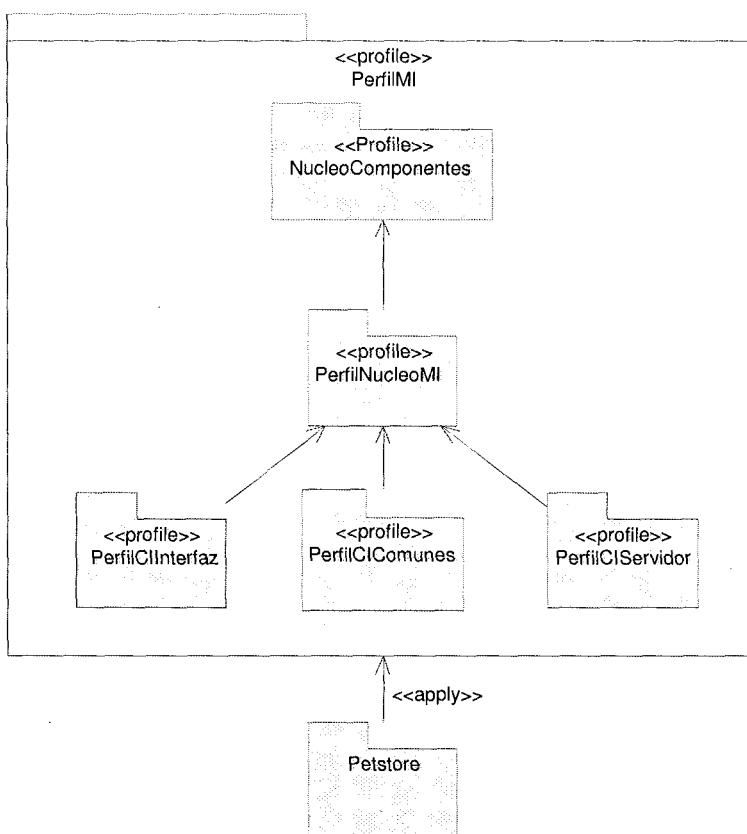 <<profile>>
PerfilMI
<<Profile>>
NucleoComponentes
<<profile>>
PerfilNucleoMI
<<profile>>
PerfilCIInterfaz
<<profile>>
PerfilCIComunes
<<profile>>
PerfilCIServidor
<<apply>>
Petstore